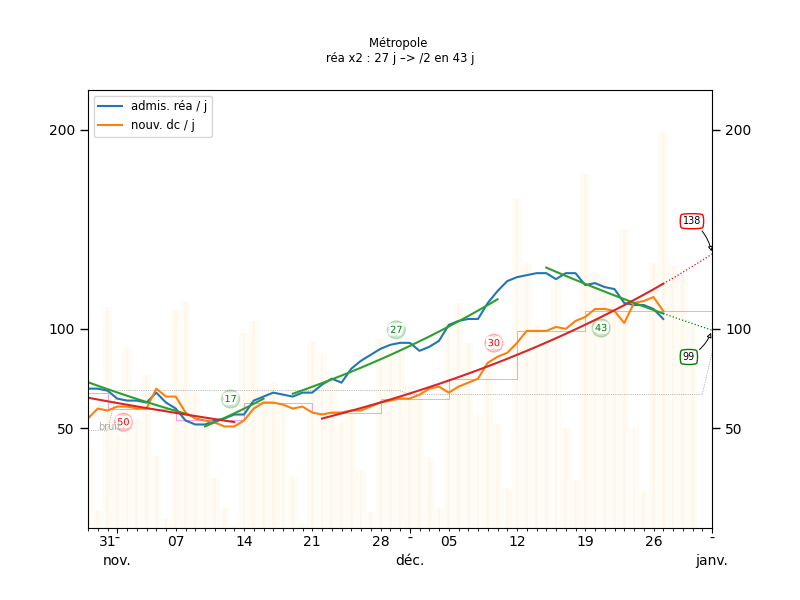 Métropole
réa x2 : 27 j –> /2 en 43 j
admis. réa / j
nouv. dc / j
200
200
138
100
27
43
100
30
99
17
50
brut
50
50
31
07
14
21
28
05
12
19
26
nov.
déc.
janv.